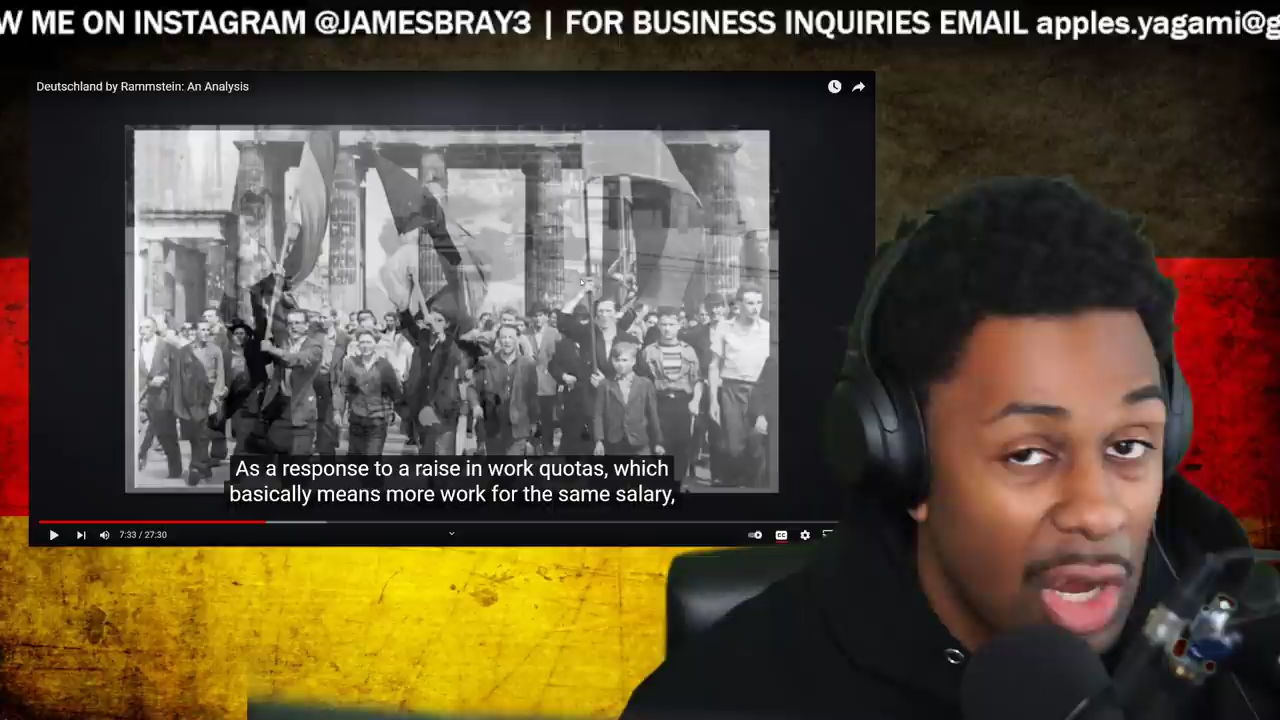 W ME ON INSTAGRAM @JAMESBRAY3 | FOR BUSINESS INQUIRIES EMAIL apples.yagami@g
Deutschland by Rammstein: An Analysis
As a response to a raise in work quotas, which
basically means more work for the same salary,
7:33 / 27:30
CC